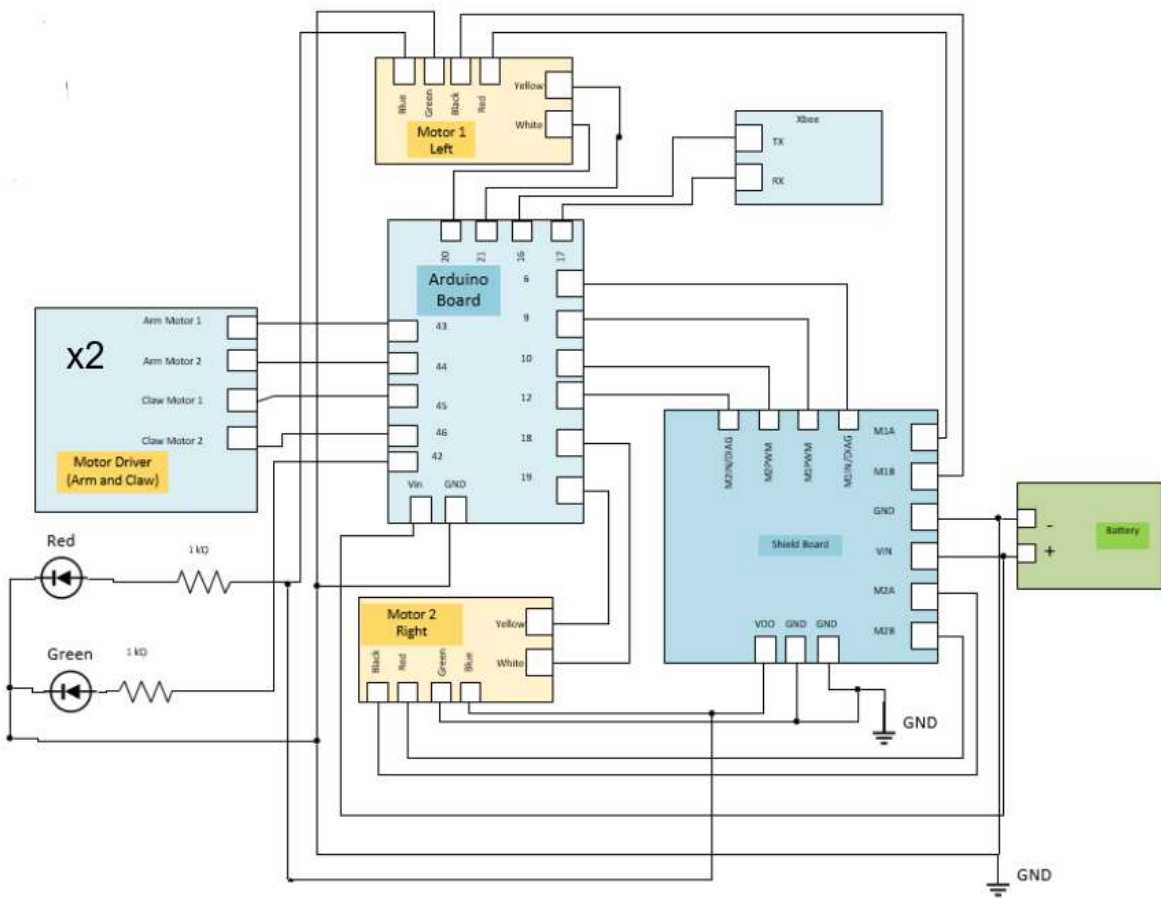 Blue
Green
Black
Red
Yellow
White
Motor 1
Left
Xbee
TX
RX
20
21
16
17
Arduino
Board
6
9
10
12
18
19
43
44
45
46
42
Vin
GND
x2
Arm Motor 1
Arm Motor 2
Claw Motor 1
Claw Motor 2
Motor Driver
(Arm and Claw)
M2IN/DIAG
M2PWM
M1PWM
M1IN/DIAG
M1A
M1B
GND
VIN
M2A
M2B
Shield Board
VDD
GND
GND
-
+
Battery
Red
1 kΩ
Green
1 kΩ
Motor 2
Right
Yellow
White
Black
Red
Green
Blue
GND
GND